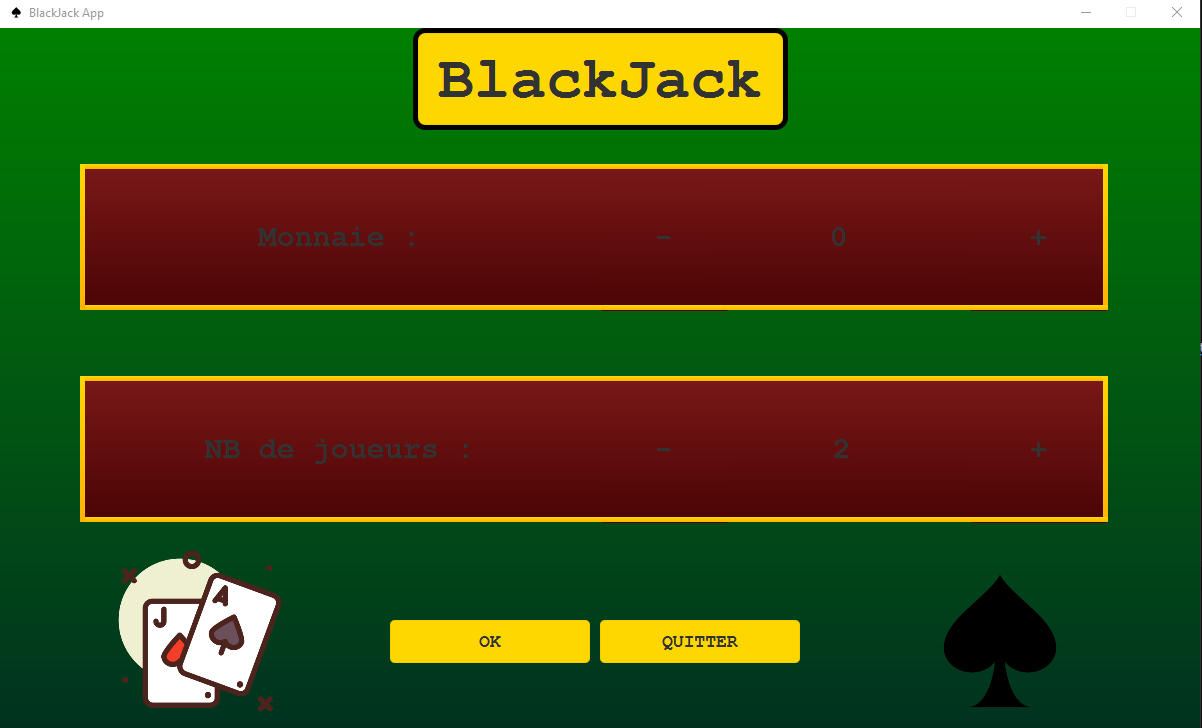 BlackJack App
BlackJack
Monnaie : - 0 +
NB de joueurs : - 2 +
J A
OK QUITTER